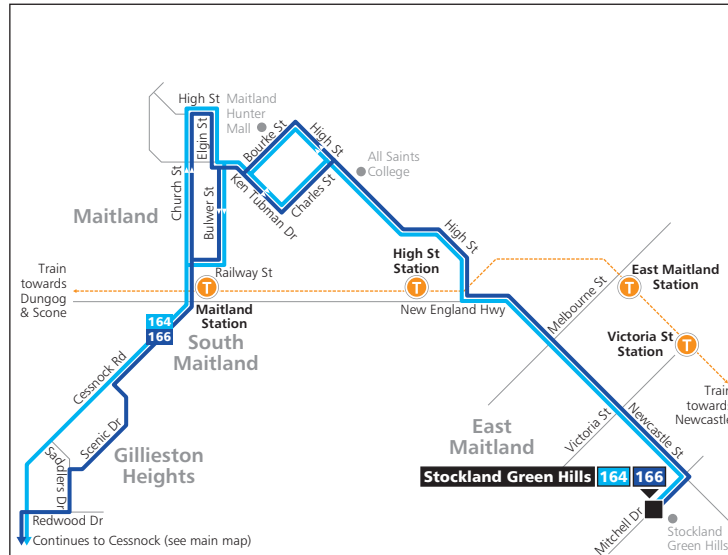 High St
Maitland
Hunter
Mall
Elgin St
Bourke St
High St
All Saints
College
Church St
Ken Tubman Dr
Charles St
Bulwer St
Maitland
High St
High St
Station
Train
towards
Dungog
& Scone
Railway St
T
T
T
East Maitland
Station
Melbourne St
Maitland
Station
New England Hwy
164
166
South
Maitland
Victoria St
Station
T
Cessnock Rd
Train
towards
Newcastle
Scenic Dr
Victoria St
Newcastle St
East
Maitland
Gillieston
Heights
Saddlers Dr
Stockland Green Hills 164 166
Redwood Dr
Mitchell Dr
Stockland
Green Hills
Continues to Cessnock (see main map)